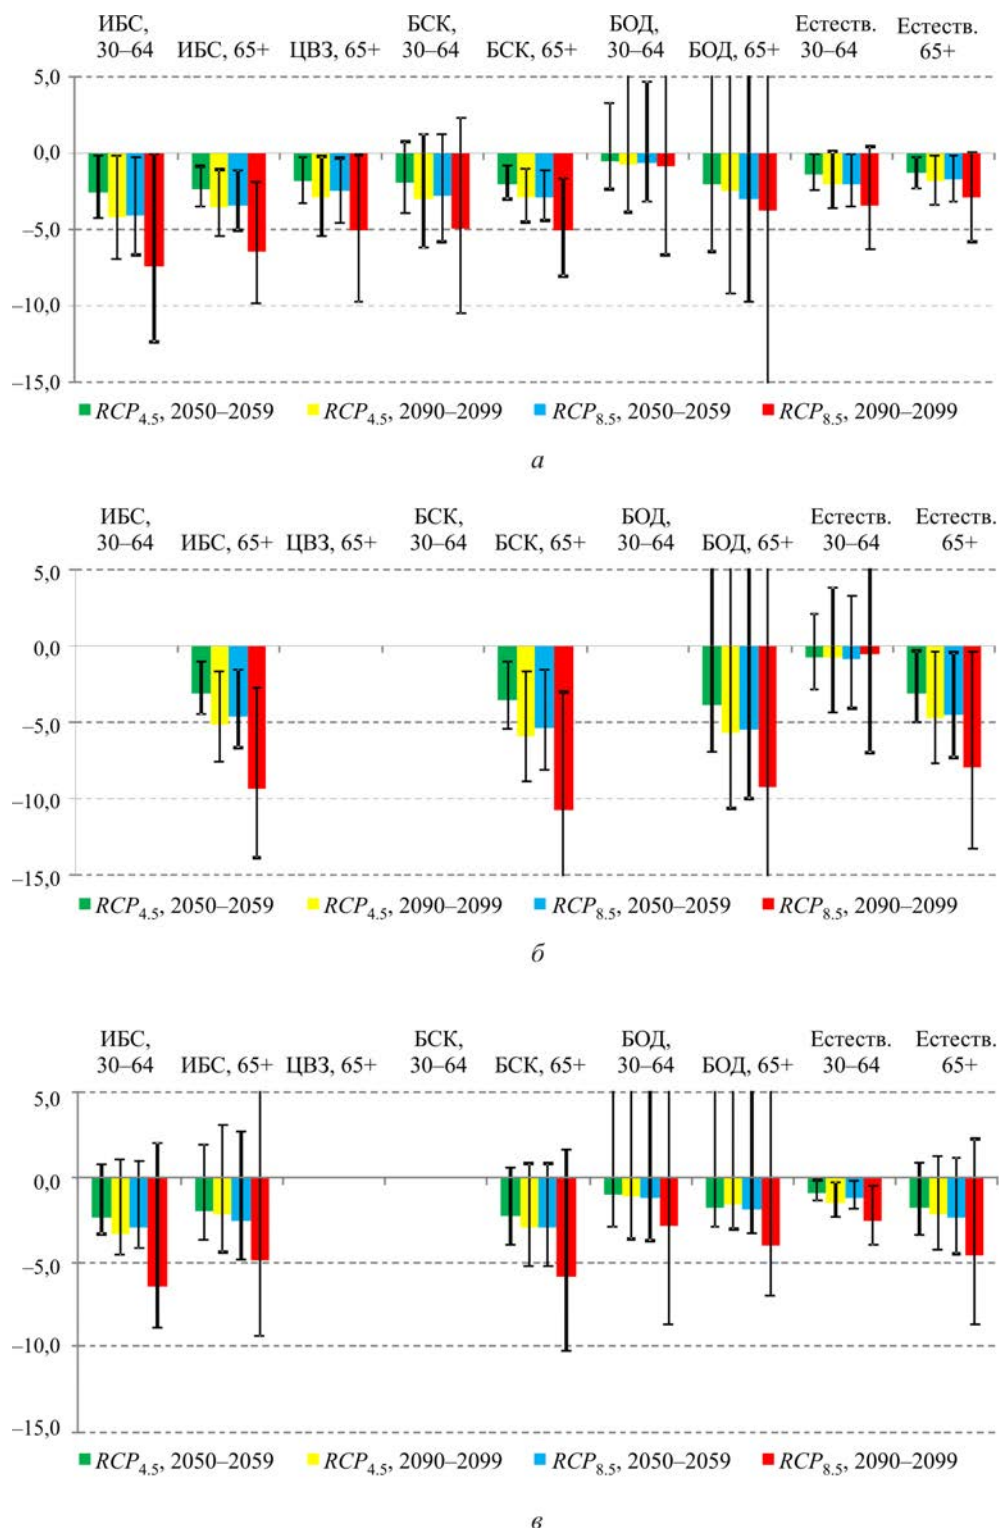 ИБС,
30–64
ИБС, 65+
ЦВЗ, 65+
БСК,
30–64
БСК, 65+
БОД,
30–64
БОД, 65+
Естеств.
30–64
Естеств.
65+
5,0
0,0
–5,0
–10,0
–15,0
RCP4.5, 2050–2059 RCP4.5, 2090–2099 RCP8.5, 2050–2059 RCP8.5, 2090–2099
а
ИБС,
30–64
ИБС, 65+
ЦВЗ, 65+
БСК,
30–64
БСК, 65+
БОД,
30–64
БОД, 65+
Естеств.
30–64
Естеств.
65+
5,0
0,0
–5,0
–10,0
–15,0
RCP4.5, 2050–2059 RCP4.5, 2090–2099 RCP8.5, 2050–2059 RCP8.5, 2090–2099
б
ИБС,
30–64
ИБС, 65+
ЦВЗ, 65+
БСК,
30–64
БСК, 65+
БОД,
30–64
БОД, 65+
Естеств.
30–64
Естеств.
65+
5,0
0,0
–5,0
–10,0
–15,0
RCP4.5, 2050–2059 RCP4.5, 2090–2099 RCP8.5, 2050–2059 RCP8.5, 2090–2099
в